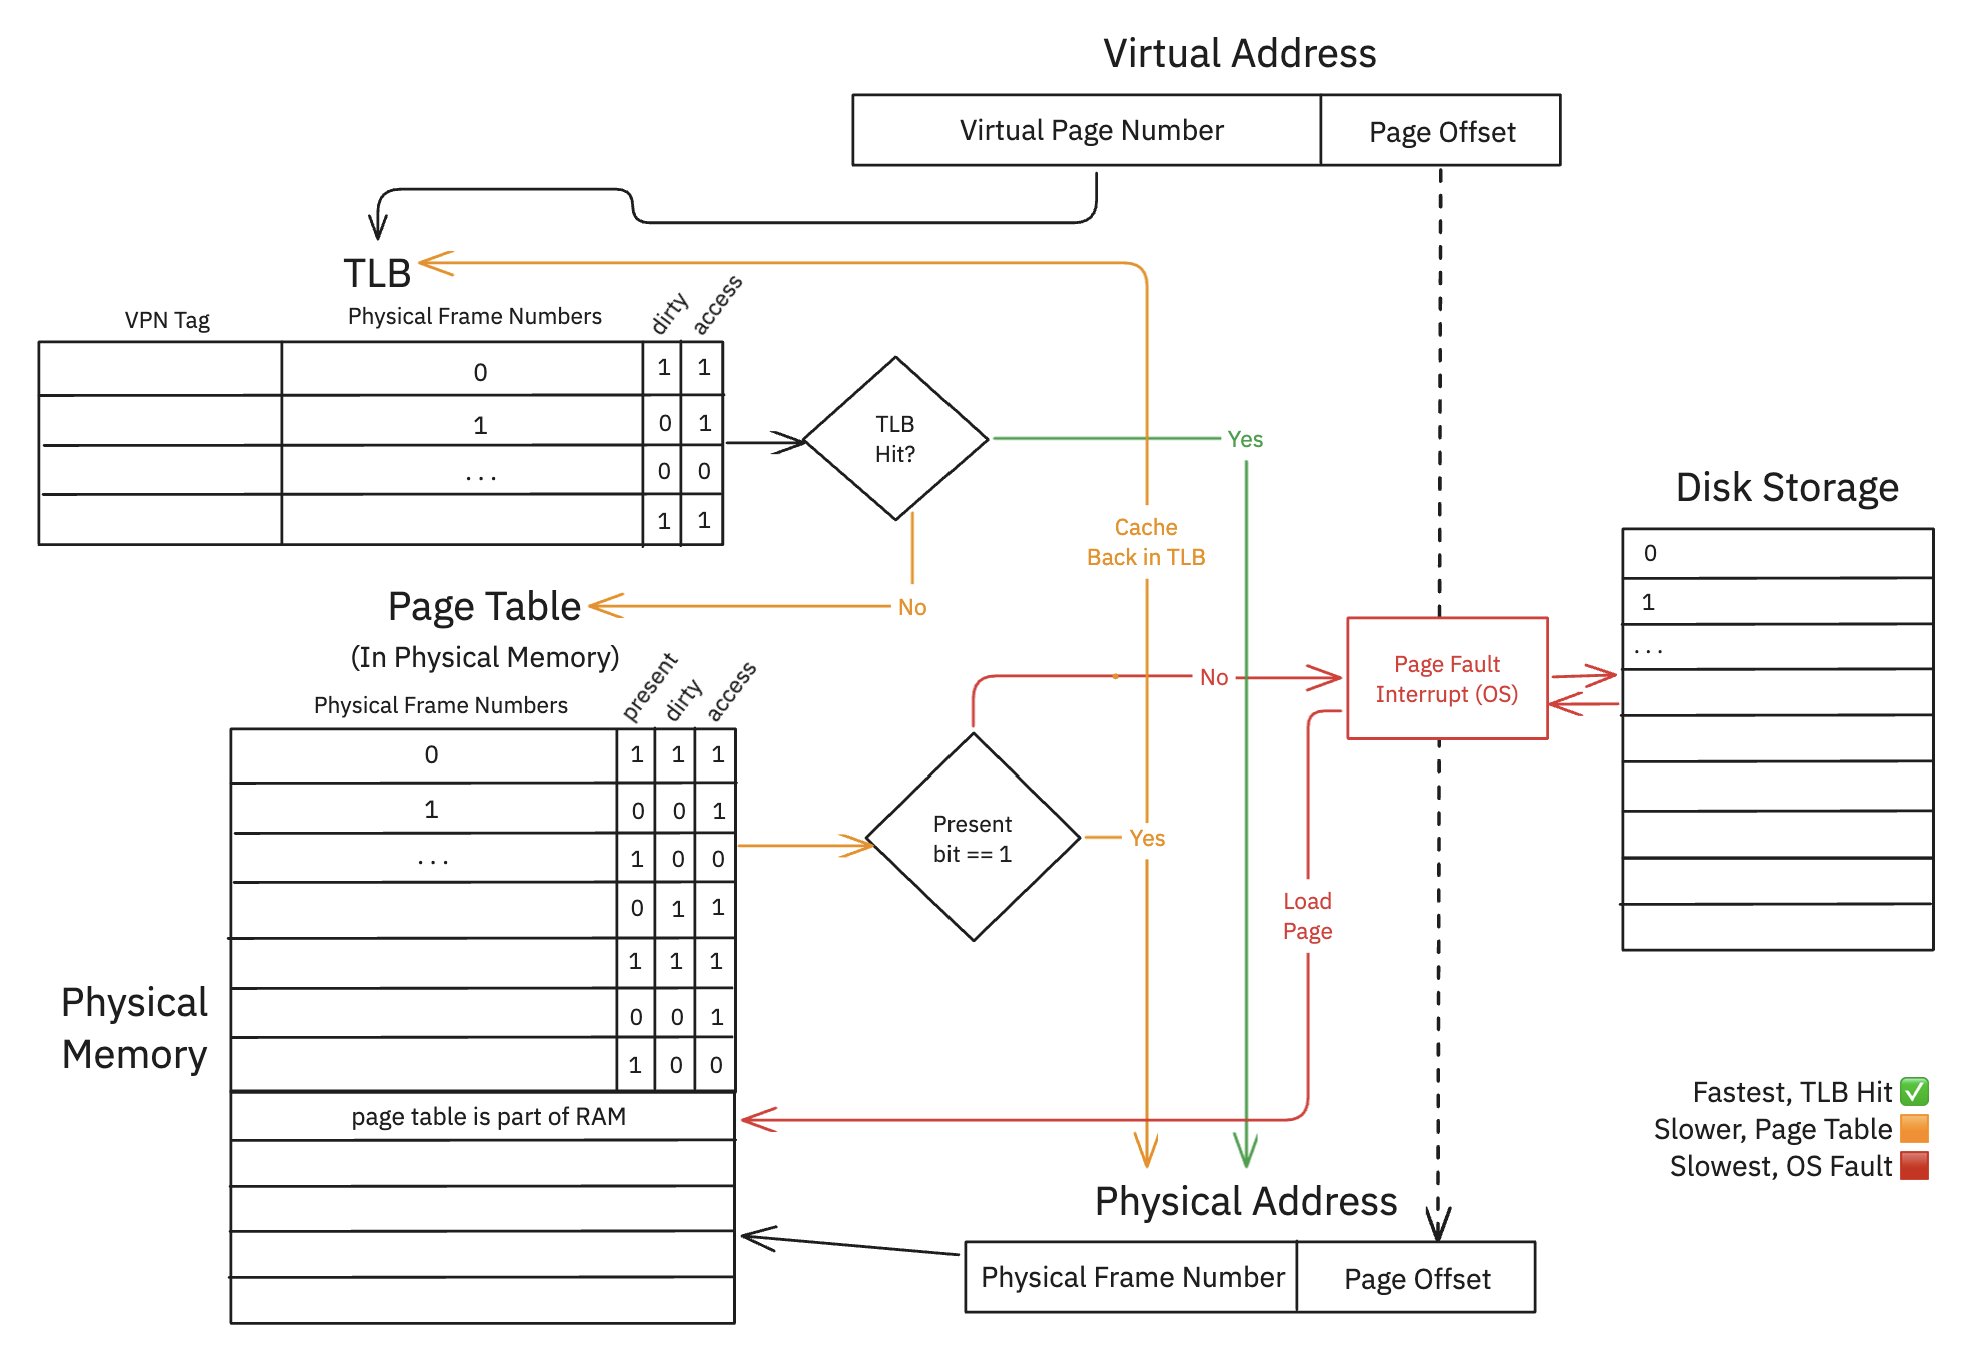 Virtual Address
Virtual Page Number
Page Offset
TLB
VPN Tag
Physical Frame Numbers
dirty
access
0 1 1
1 0 1
... 0 0
1 1
TLB
Hit?
Yes
No
Cache
Back in TLB
Page Table
(In Physical Memory)
Physical Frame Numbers
present
dirty
access
0 1 1 1
1 0 0 1
... 1 0 0
0 1 1
1 1 1
0 0 1
1 0 0
page table is part of RAM
Physical
Memory
Present
bit == 1
Yes
No
Page Fault
Interrupt (OS)
Load
Page
Disk Storage
0
1
...
Fastest, TLB Hit ✅
Slower, Page Table 🟧
Slowest, OS Fault 🟥
Physical Address
Physical Frame Number
Page Offset